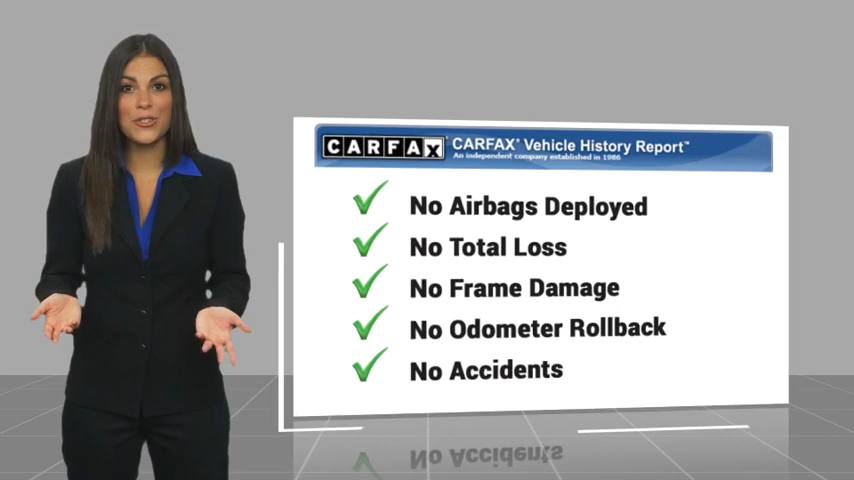 CARFAX CARFAX® Vehicle History Report™
An independent company established in 1986
No Airbags Deployed
No Total Loss
No Frame Damage
No Odometer Rollback
No Accidents
No Accidents